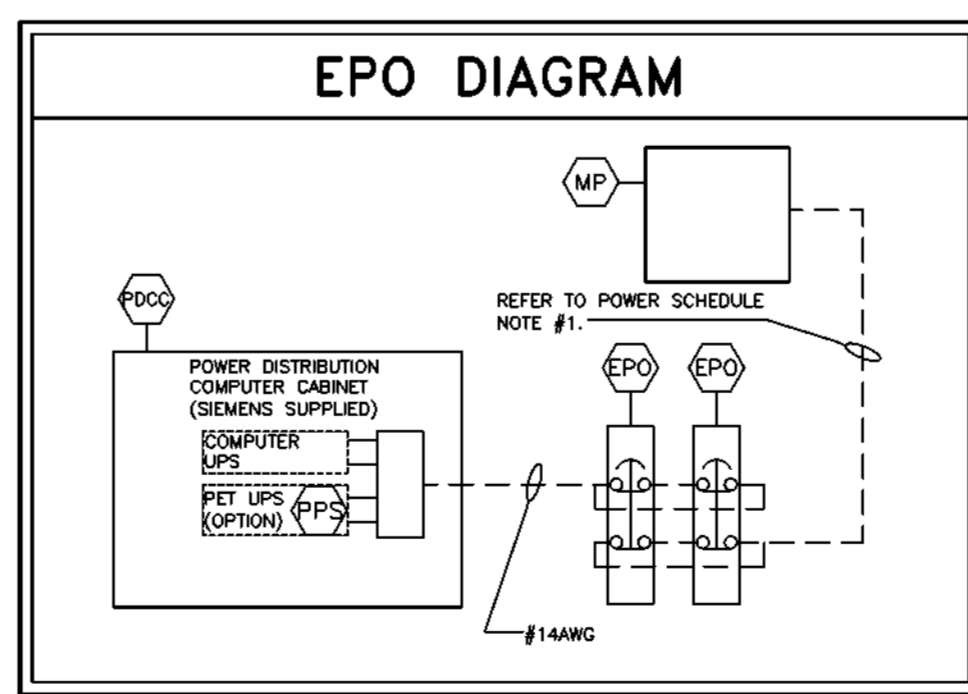 EPO DIAGRAM
MP
REFER TO POWER SCHEDULE
NOTE #1.
PDCC
EPO
EPO
POWER DISTRIBUTION
COMPUTER CABINET
(SIEMENS SUPPLIED)
COMPUTER
UPS
PET UPS
(OPTION)
PPS
#14AWG